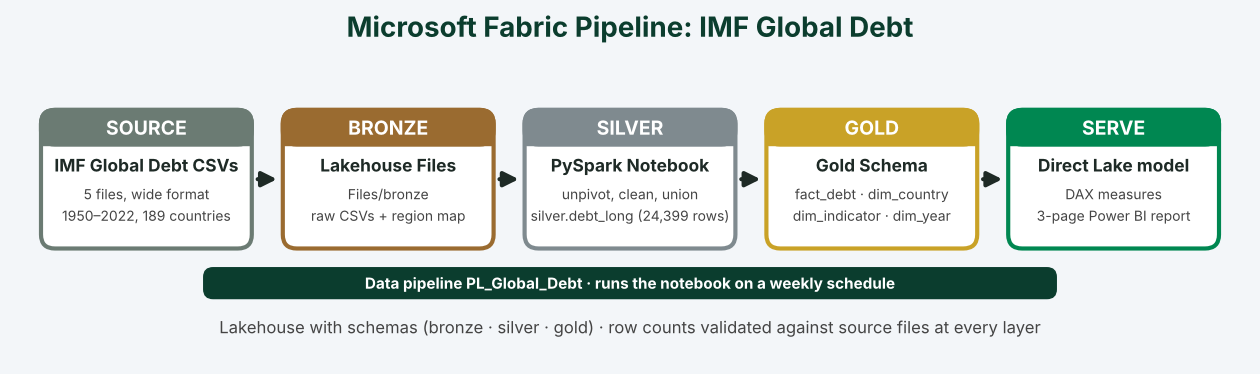 Microsoft Fabric Pipeline: IMF Global Debt
SOURCE
IMF Global Debt CSVs
5 files, wide format
1950–2022, 189 countries
BRONZE
Lakehouse Files
Files/bronze
raw CSVs + region map
SILVER
PySpark Notebook
unpivot, clean, union
silver.debt_long (24,399 rows)
GOLD
Gold Schema
fact_debt · dim_country
dim_indicator · dim_year
SERVE
Direct Lake model
DAX measures
3-page Power BI report
Data pipeline PL_Global_Debt · runs the notebook on a weekly schedule
Lakehouse with schemas (bronze · silver · gold) · row counts validated against source files at every layer